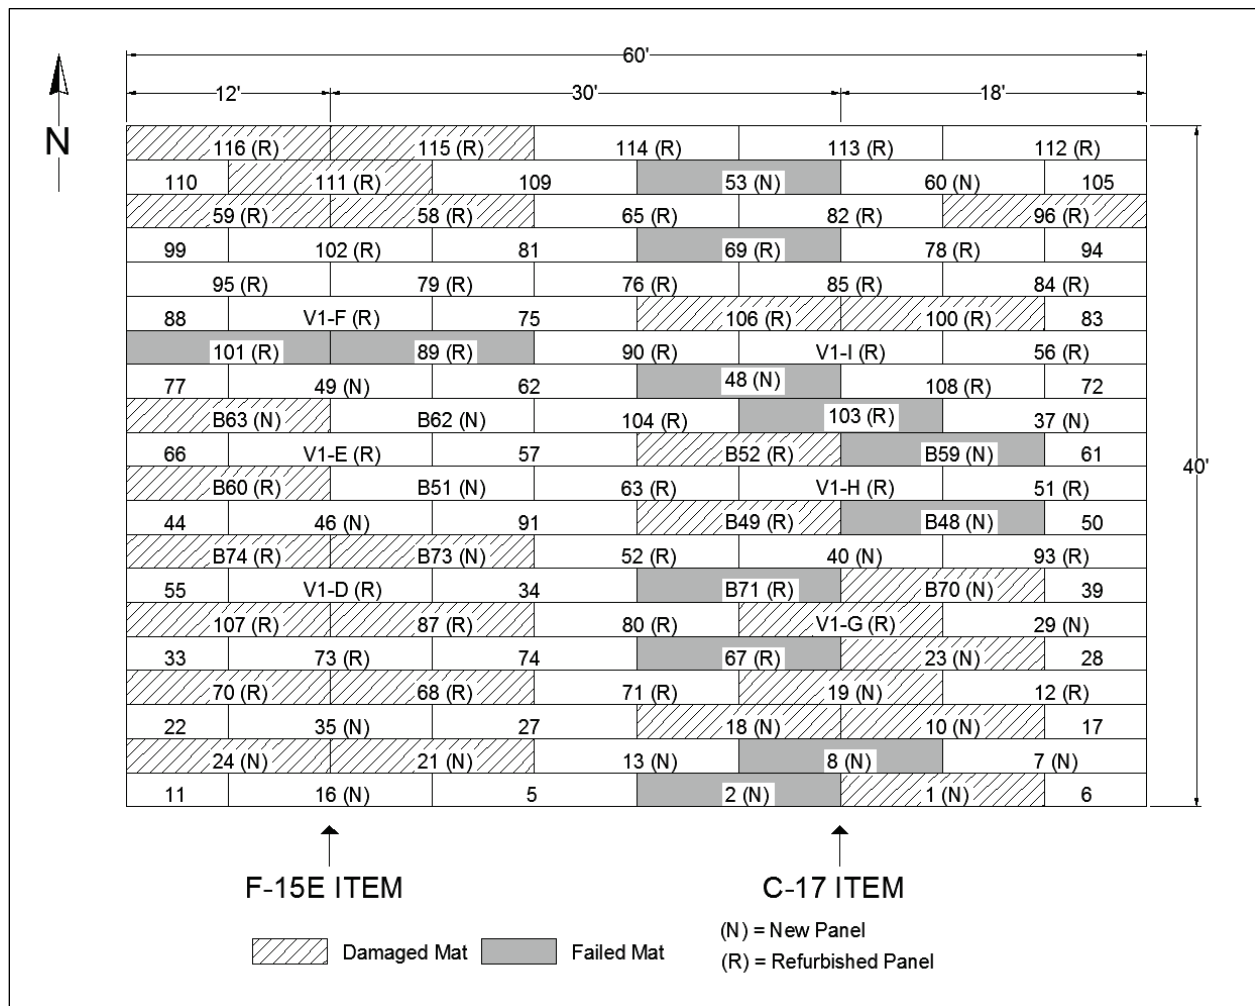 60'
12' 30' 18'
N
116 (R) 115 (R) 114 (R) 113 (R) 112 (R)
110 111 (R) 109 53 (N) 60 (N) 105
59 (R) 58 (R) 65 (R) 82 (R) 96 (R)
99 102 (R) 81 69 (R) 78 (R) 94
95 (R) 79 (R) 76 (R) 85 (R) 84 (R)
88 V1-F (R) 75 106 (R) 100 (R) 83
101 (R) 89 (R) 90 (R) V1-I (R) 56 (R)
77 49 (N) 62 48 (N) 108 (R) 72
B63 (N) B62 (N) 104 (R) 103 (R) 37 (N)
66 V1-E (R) 57 B52 (R) B59 (N) 61
40'
B60 (R) B51 (N) 63 (R) V1-H (R) 51 (R)
44 46 (N) 91 B49 (R) B48 (N) 50
B74 (R) B73 (N) 52 (R) 40 (N) 93 (R)
55 V1-D (R) 34 B71 (R) B70 (N) 39
107 (R) 87 (R) 80 (R) V1-G (R) 29 (N)
33 73 (R) 74 67 (R) 23 (N) 28
70 (R) 68 (R) 71 (R) 19 (N) 12 (R)
22 35 (N) 27 18 (N) 10 (N) 17
24 (N) 21 (N) 13 (N) 8 (N) 7 (N)
11 16 (N) 5 2 (N) 1 (N) 6
F-15E ITEM C-17 ITEM
Damaged Mat Failed Mat
(N) = New Panel
(R) = Refurbished Panel